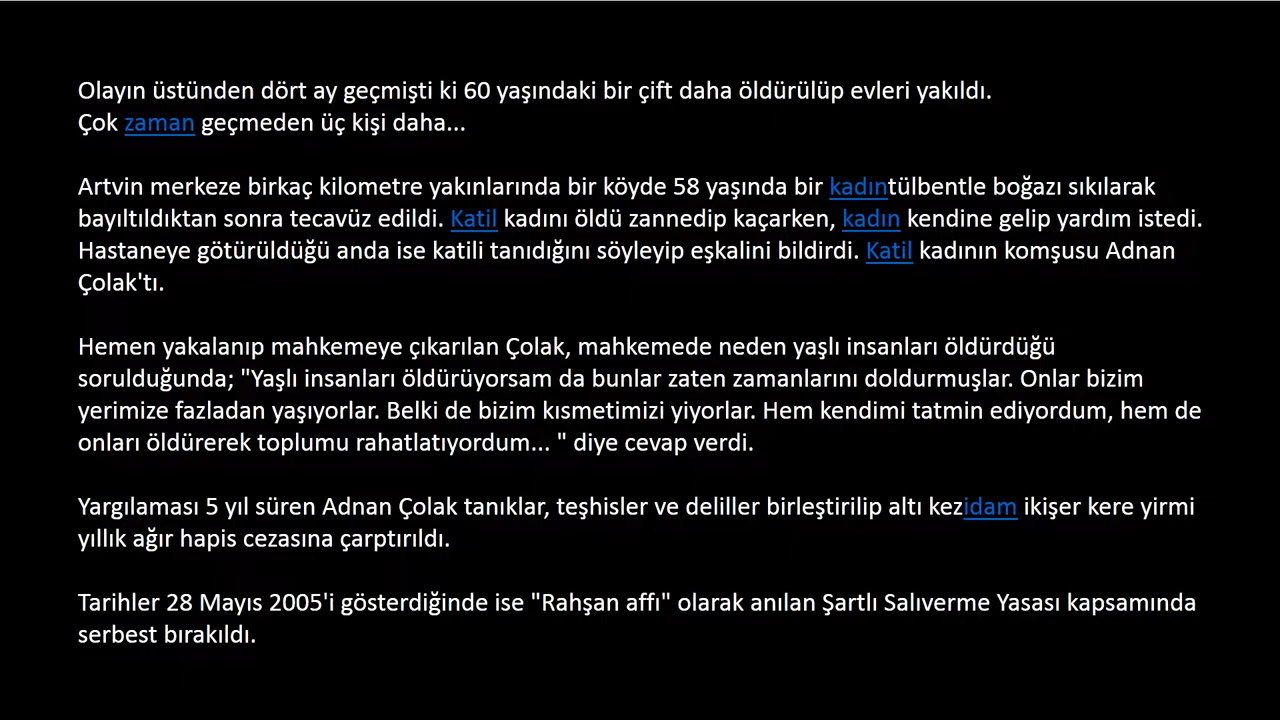 Olayın üstünden dört ay geçmişti ki 60 yaşındaki bir çift daha öldürülüp evleri yakıldı.
Çok zaman geçmeden üç kişi daha...
Artvin merkeze birkaç kilometre yakınlarında bir köyde 58 yaşında bir kadıntülbentle boğazı sıkılarak
bayıltıldıktan sonra tecavüz edildi. Katil kadını öldü zannedip kaçarken, kadın kendine gelip yardım istedi.
Hastaneye götürüldüğü anda ise katili tanıdığını söyleyip eşkalini bildirdi. Katil kadının komşusu Adnan
Çolak'tı.
Hemen yakalanıp mahkemeye çıkarılan Çolak, mahkemede neden yaşlı insanları öldürdüğü
sorulduğunda; "Yaşlı insanları öldürüyorsam da bunlar zaten zamanlarını doldurmuşlar. Onlar bizim
yerimize fazladan yaşıyorlar. Belki de bizim kısmetimizi yiyorlar. Hem kendimi tatmin ediyordum, hem de
onları öldürerek toplumu rahatlatıyordum... " diye cevap verdi.
Yargılaması 5 yıl süren Adnan Çolak tanıklar, teşhisler ve deliller birleştirilip altı kezidam ikişer kere yirmi
yıllık ağır hapis cezasına çarptırıldı.
Tarihler 28 Mayıs 2005'i gösterdiğinde ise "Rahşan affı" olarak anılan Şartlı Salıverme Yasası kapsamında
serbest bırakıldı.